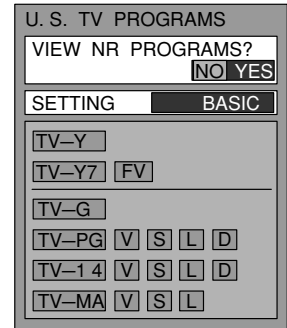 U. S. TV PROGRAMS
VIEW NR PROGRAMS?
NO YES
SETTING BASIC
TV–Y
TV–Y7 FV
TV–G
TV–PG V S L D
TV–1 4 V S L D
TV–MA V S L